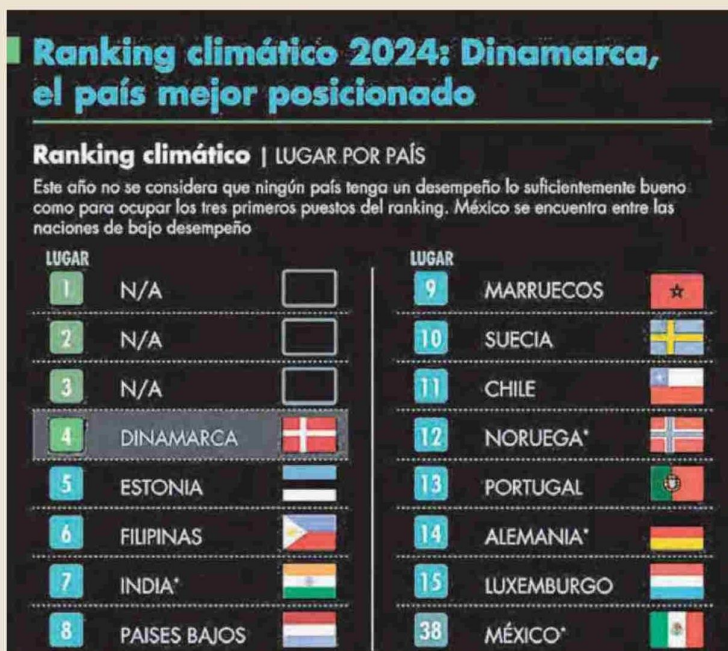 Ranking climático 2024: Dinamarca,
el país mejor posicionado
Ranking climático | LUGAR POR PAÍS
Este año no se considera que ningún país tenga un desempeño lo suficientemente bueno
como para ocupar los tres primeros puestos del ranking. México se encuentra entre las
naciones de bajo desempeño
LUGAR
1 N/A
2 N/A
3 N/A
4 DINAMARCA
5 ESTONIA
6 FILIPINAS
7 INDIA*
8 PAISES BAJOS
LUGAR
9 MARRUECOS
10 SUECIA
11 CHILE
12 NORUEGA*
13 PORTUGAL
14 ALEMANIA*
15 LUXEMBURGO
38 MÉXICO*